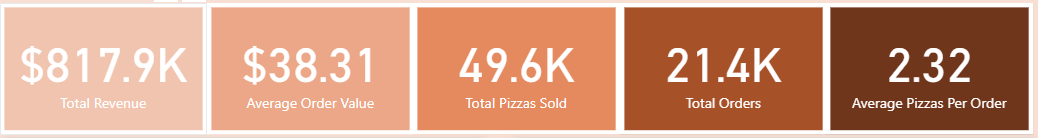 $817.9K
Total Revenue
$38.31
Average Order Value
49.6K
Total Pizzas Sold
21.4K
Total Orders
2.32
Average Pizzas Per Order